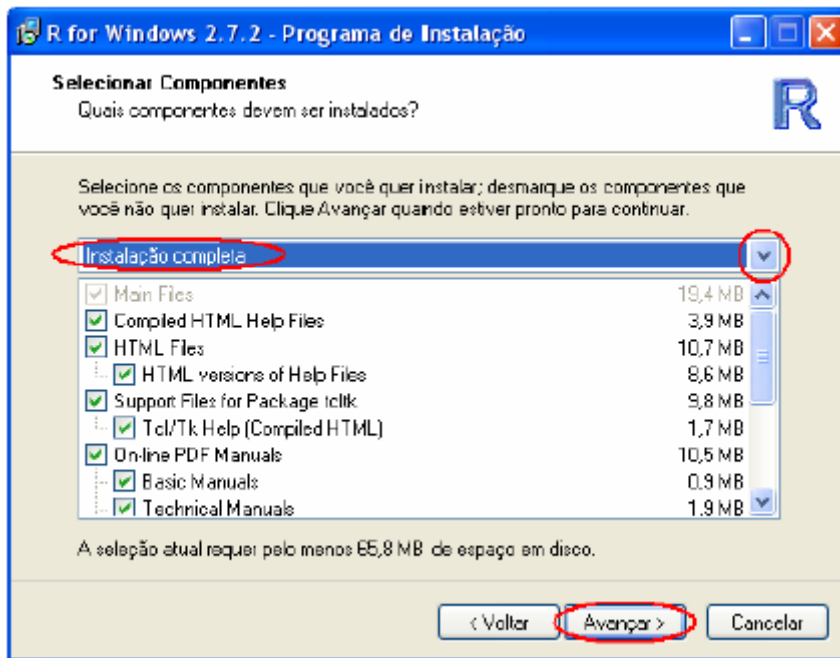 R for Windows 2.7.2 - Programa de Instalação
Selecionar Componentes
Quais componentes devem ser instalados?
R
Selecione os componentes que você quer instalar; desmarque os componentes que
você não quer instalar. Clique Avançar quando estiver pronto para continuar.
Instalação completa
Main Files 19,4 MB
Compiled HTML Help Files 3,9 MB
HTML Files 10,7 MB
HTML versions of Help Files 8,6 MB
Support Files for Package tcltk 9,8 MB
Tcl/Tk Help (Compiled HTML) 1,7 MB
On-line PDF Manuals 10,5 MB
Basic Manuals 0,9 MB
Technical Manuals 1,9 MB
A seleção atual requer pelo menos 65,8 MB de espaço em disco.
< Voltar Avançar > Cancelar